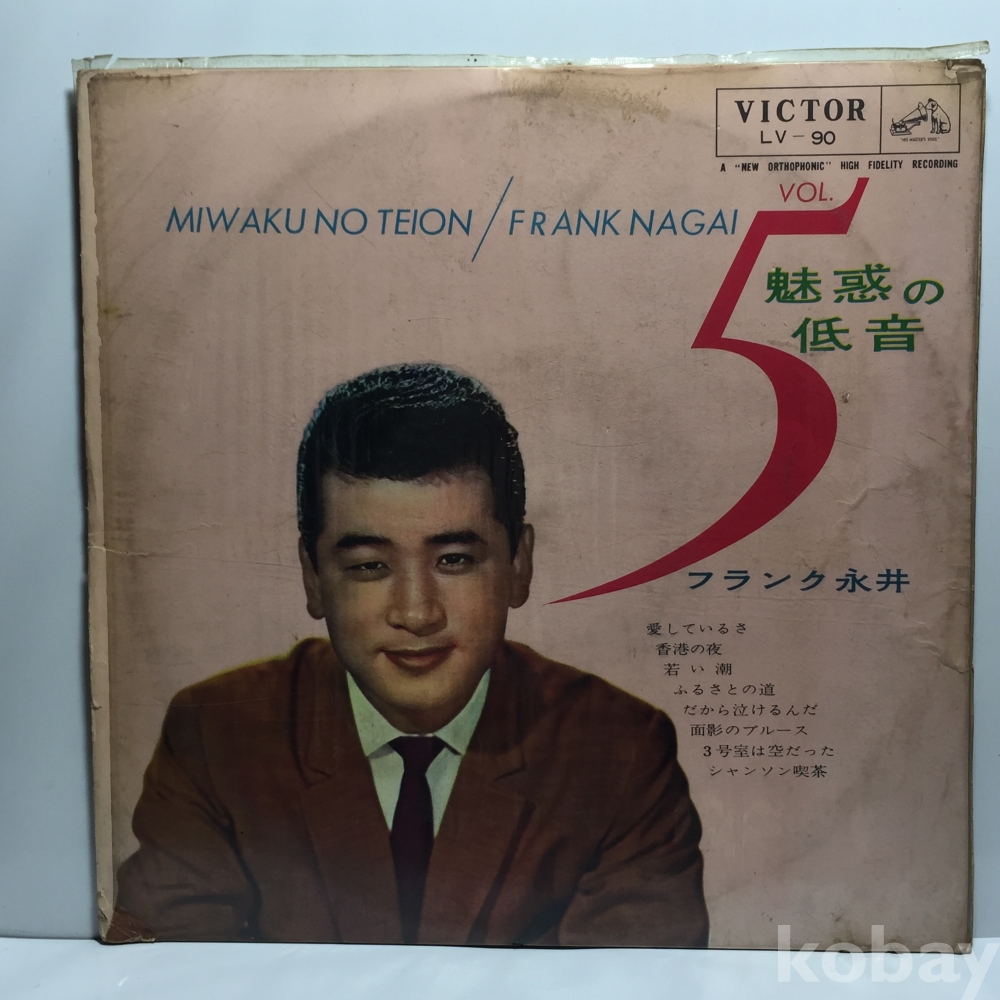 VICTOR
LV-90
"HIS MASTER'S VOICE"
A "NEW ORTHOPHONIC" HIGH FIDELITY RECORDING
MIWAKU NO TEION / FRANK NAGAI
VOL.
5
魅惑の
低音
フランク永井
愛しているさ
香港の夜
若い潮
ふるさとの道
だから泣けるんだ
面影のブルース
3号室は空だった
シャンソン喫茶
kobay